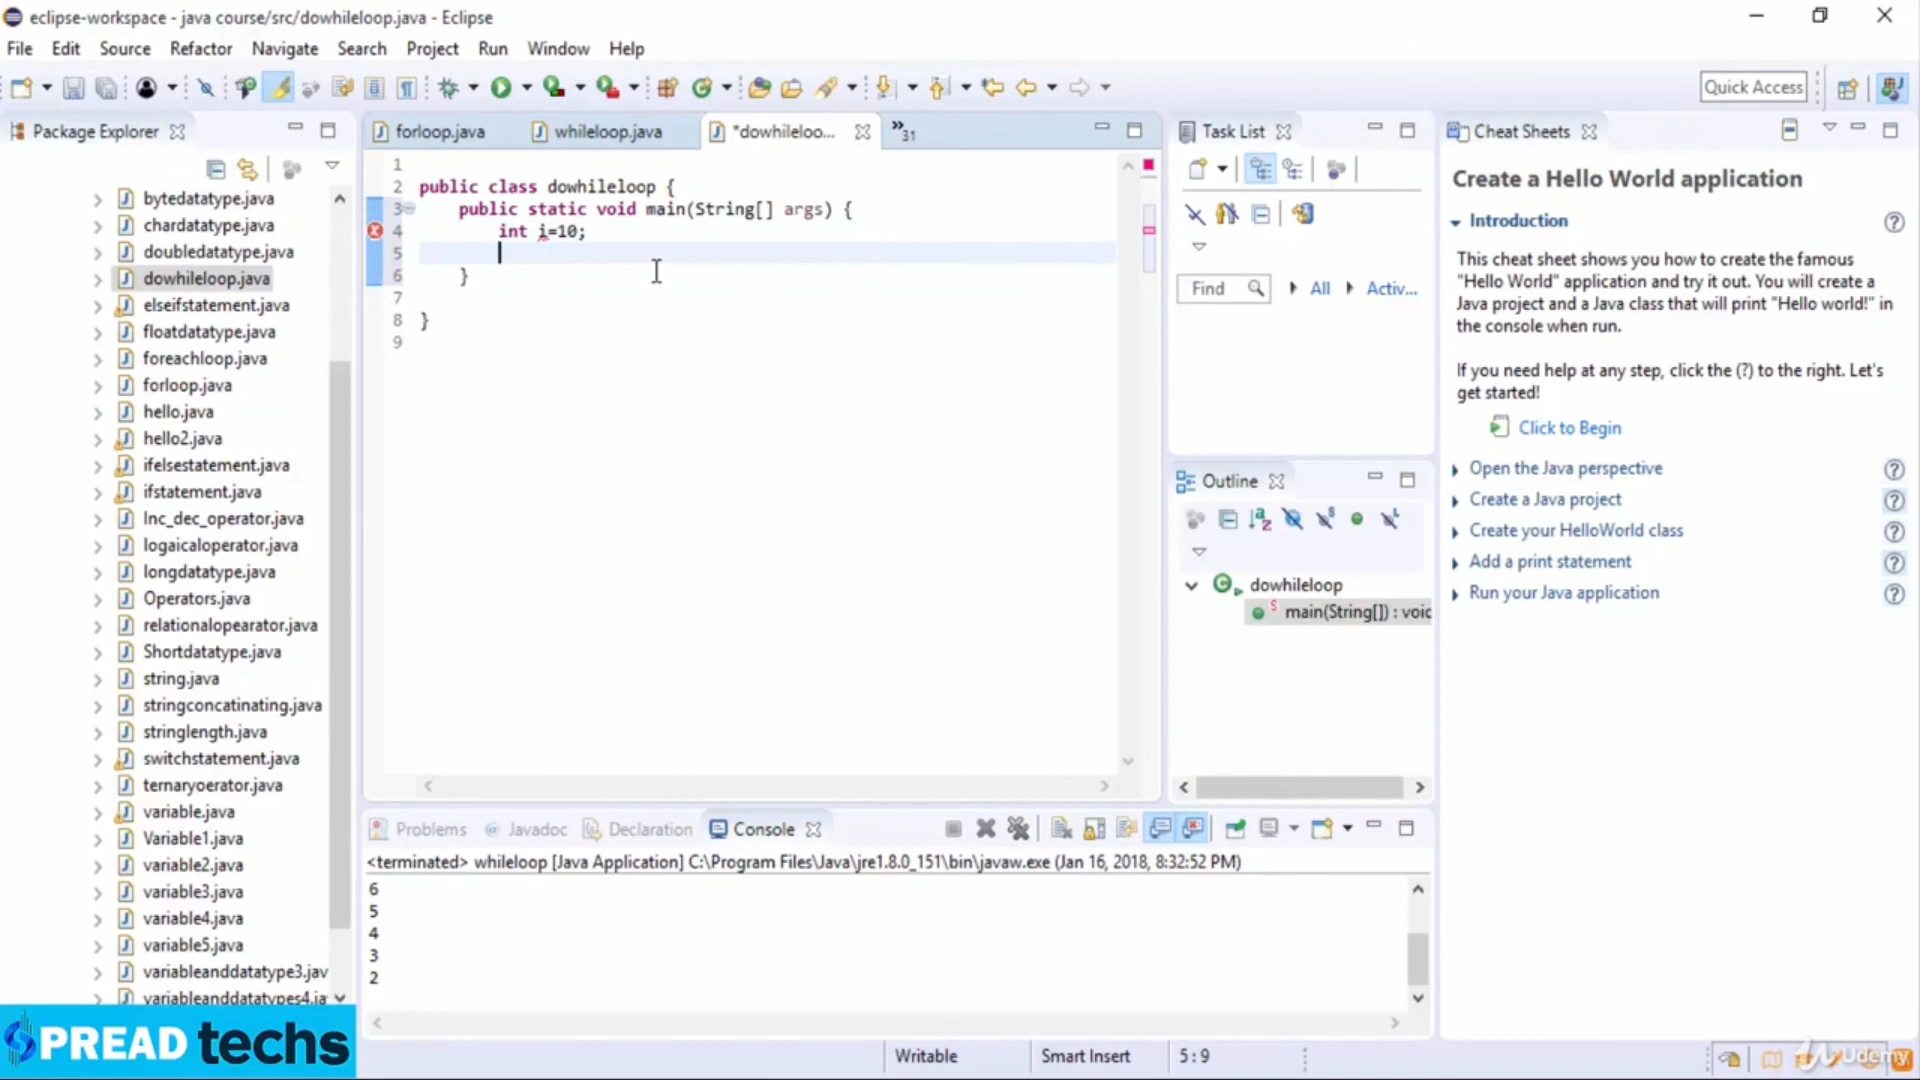 eclipse-workspace - java course/src/dowhileloop.java - Eclipse
File Edit Source Refactor Navigate Search Project Run Window Help
Quick Access
Package Explorer
bytedatatype.java
chardatatype.java
doubledatatype.java
dowhileloop.java
elseifstatement.java
floatdatatype.java
foreachloop.java
forloop.java
hello.java
hello2.java
ifelsestatement.java
ifstatement.java
Inc_dec_operator.java
logaicaloperator.java
longdatatype.java
Operators.java
relationalopearator.java
Shortdatatype.java
string.java
stringconcatinating.java
stringlength.java
switchstatement.java
ternaryoerator.java
variable.java
Variable1.java
variable2.java
variable3.java
variable4.java
variable5.java
variableanddatatype3.jav
variableanddatatypes4.ja
SPREAD techs
forloop.java whileloop.java *dowhileloo... »31
1
2 public class dowhileloop {
3 public static void main(String[] args) {
4 int i=10;
5
6 }
7
8 }
9
Task List
Find All Activ...
Outline
dowhileloop
main(String[]) : voic
Cheat Sheets
Create a Hello World application
Introduction
This cheat sheet shows you how to create the famous
"Hello World" application and try it out. You will create a
Java project and a Java class that will print "Hello world!" in
the console when run.
If you need help at any step, click the (?) to the right. Let's
get started!
Click to Begin
Open the Java perspective
Create a Java project
Create your HelloWorld class
Add a print statement
Run your Java application
Problems Javadoc Declaration Console
<terminated> whileloop [Java Application] C:\Program Files\Java\jre1.8.0_151\bin\javaw.exe (Jan 16, 2018, 8:32:52 PM)
6
5
4
3
2
Writable Smart Insert 5 : 9
Udemy